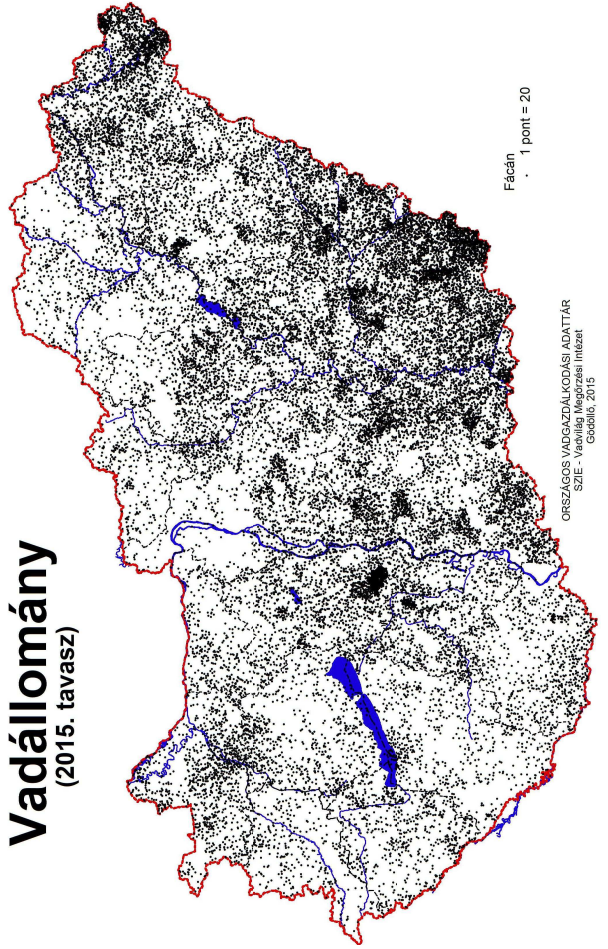 Vadállomány
(2015. tavasz)
Fácán
. 1 pont = 20
ORSZÁGOS VADGAZDÁLKODÁSI ADATTÁR
SZIE - Vadvilág Megőrzési Intézet
Gödöllő, 2015